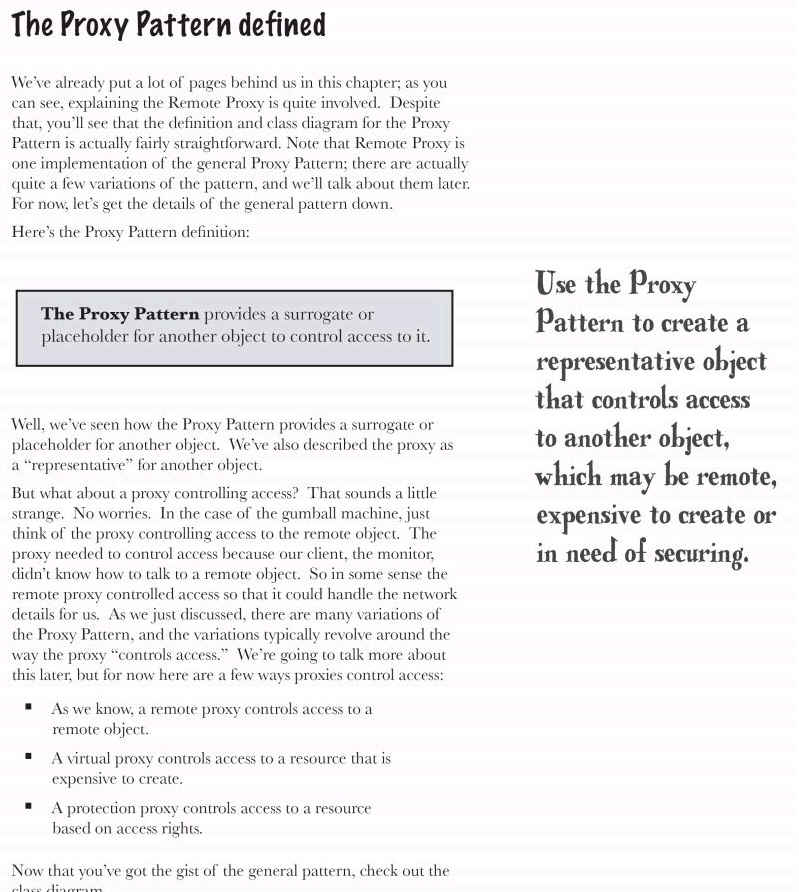 The Proxy Pattern defined
We've already put a lot of pages behind us in this chapter; as you
can see, explaining the Remote Proxy is quite involved. Despite
that, you'll see that the definition and class diagram for the Proxy
Pattern is actually fairly straightforward. Note that Remote Proxy is
one implementation of the general Proxy Pattern; there are actually
quite a few variations of the pattern, and we'll talk about them later.
For now, let's get the details of the general pattern down.
Here's the Proxy Pattern definition:
The Proxy Pattern provides a surrogate or
placeholder for another object to control access to it.
Well, we've seen how the Proxy Pattern provides a surrogate or
placeholder for another object. We've also described the proxy as
a “representative” for another object.
But what about a proxy controlling access? That sounds a little
strange. No worries. In the case of the gumball machine, just
think of the proxy controlling access to the remote object. The
proxy needed to control access because our client, the monitor,
didn't know how to talk to a remote object. So in some sense the
remote proxy controlled access so that it could handle the network
details for us. As we just discussed, there are many variations of
the Proxy Pattern, and the variations typically revolve around the
way the proxy “controls access.” We're going to talk more about
this later, but for now here are a few ways proxies control access:
▪ As we know, a remote proxy controls access to a
remote object.
▪ A virtual proxy controls access to a resource that is
expensive to create.
▪ A protection proxy controls access to a resource
based on access rights.
Now that you've got the gist of the general pattern, check out the
class diagram
Use the Proxy
Pattern to create a
representative object
that controls access
to another object,
which may be remote,
expensive to create or
in need of securing.